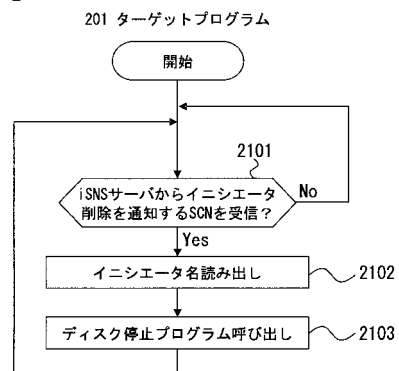 201 ターゲットプログラム
開始
2101
iSNSサーバからイニシエータ
削除を通知するSCNを受信?
No
Yes
イニシエータ名読み出し
2102
ディスク停止プログラム呼び出し
2103